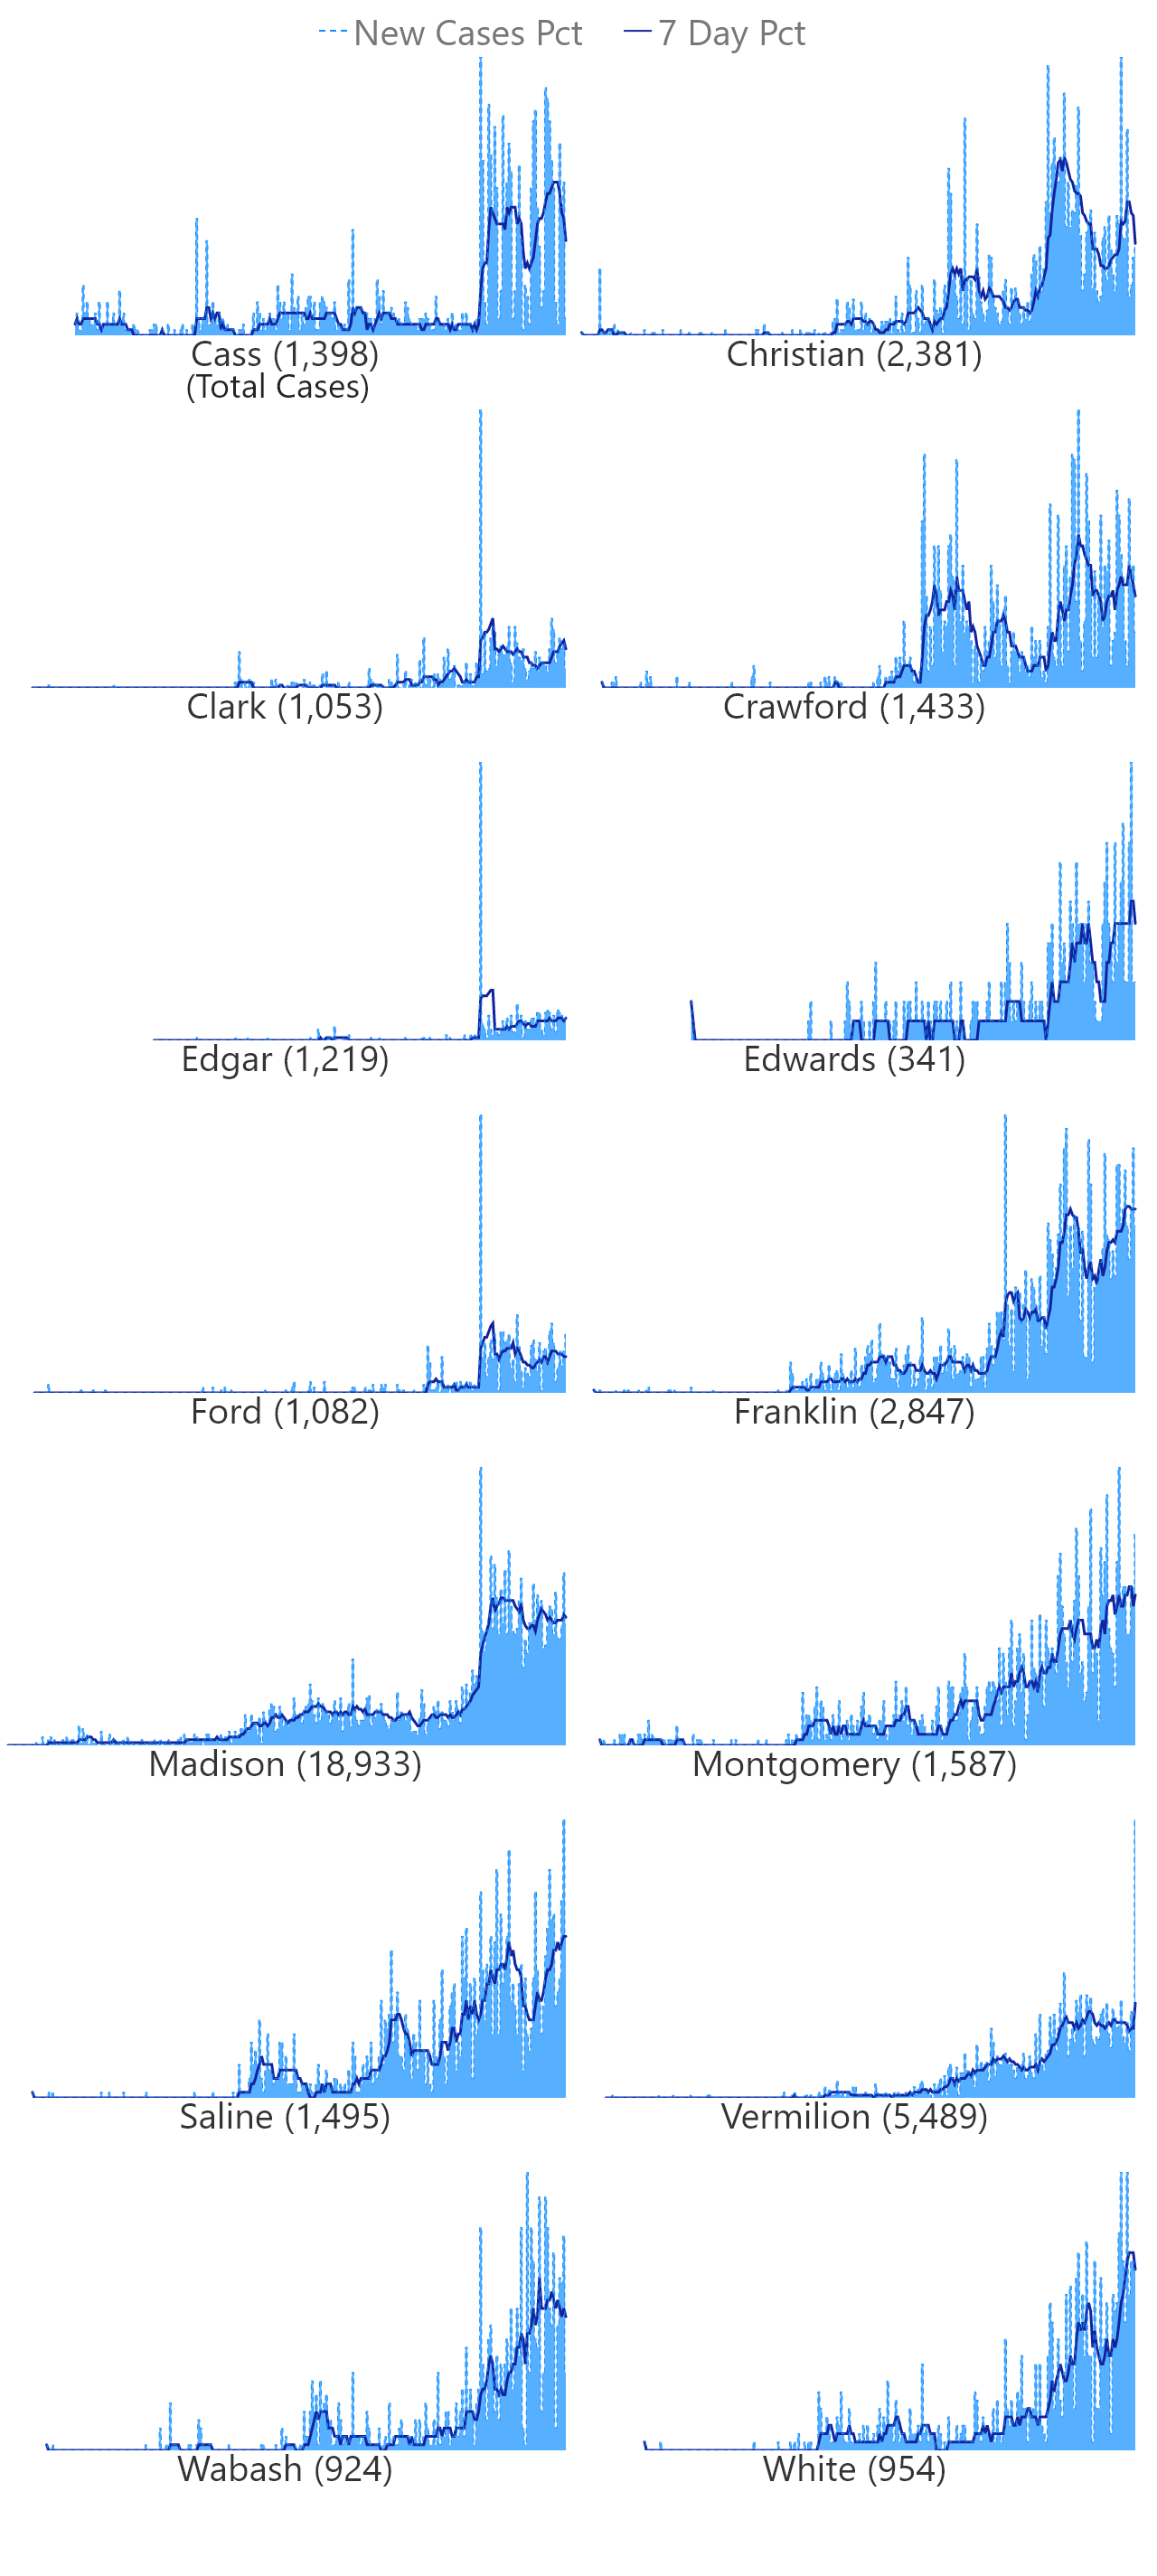 New Cases Pct 7 Day Pct
Cass (1,398) Christian (2,381)
(Total Cases)
Clark (1,053) Crawford (1,433)
Edgar (1,219) Edwards (341)
Ford (1,082) Franklin (2,847)
Madison (18,933) Montgomery (1,587)
Saline (1,495) Vermilion (5,489)
Wabash (924) White (954)